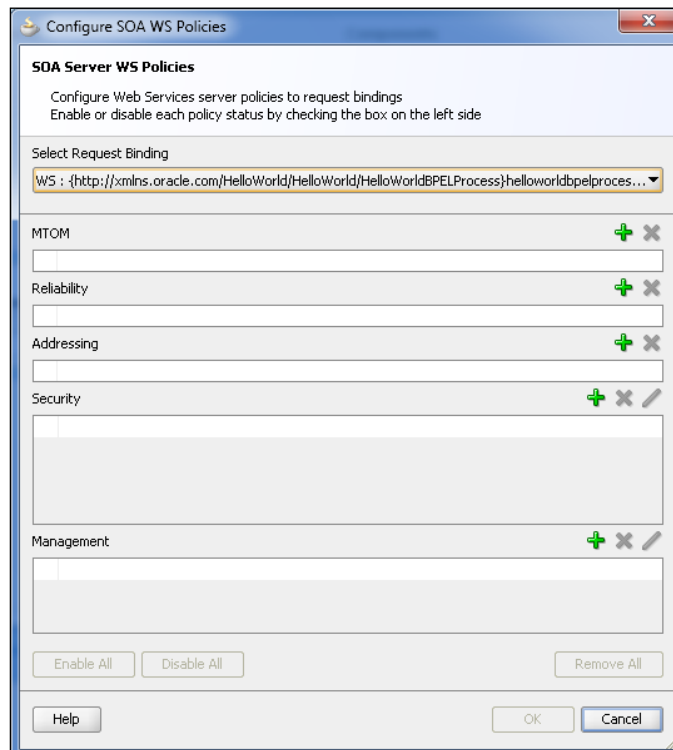 Configure SOA WS Policies
SOA Server WS Policies
Configure Web Services server policies to request bindings
Enable or disable each policy status by checking the box on the left side
Select Request Binding
WS : {http://xmlns.oracle.com/HelloWorld/HelloWorld/HelloWorldBPELProcess}helloworldbpelproces...
MTOM
Reliability
Addressing
Security
Management
Enable All Disable All Remove All
Help OK Cancel